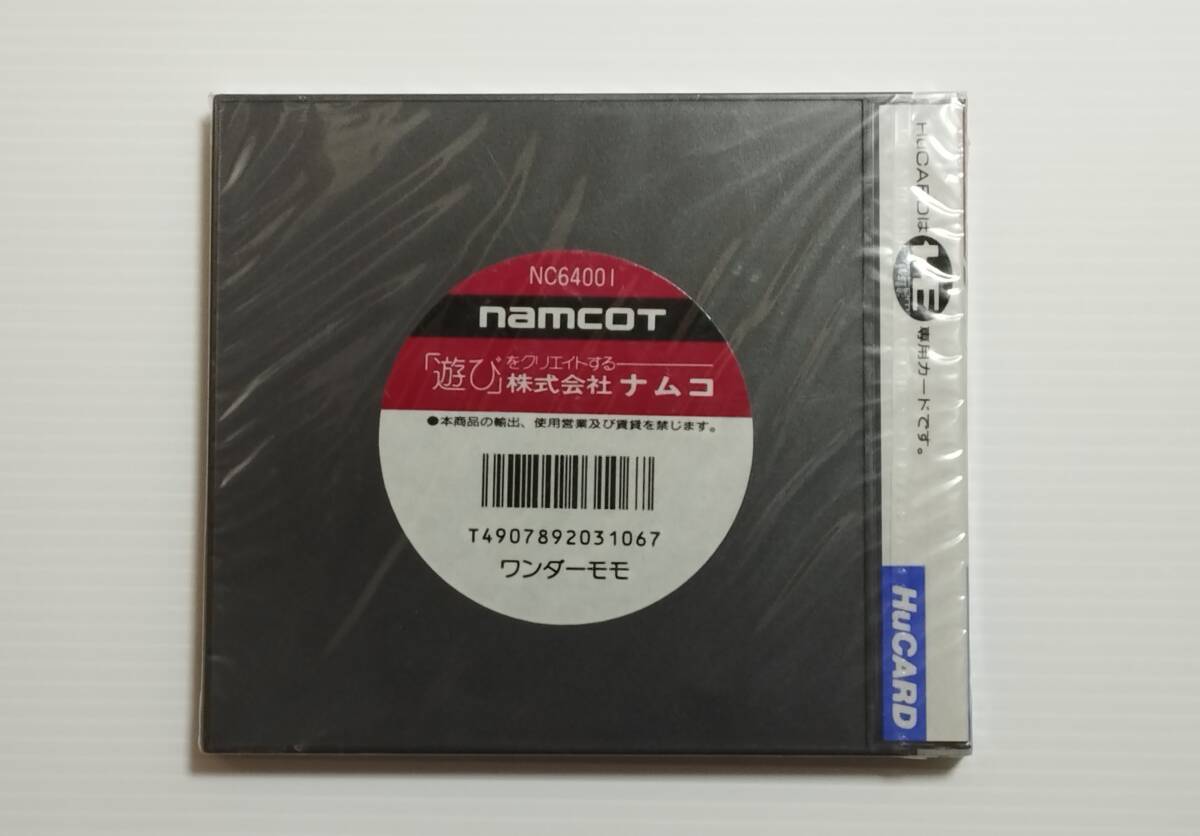 NC64001
namcoT
「遊び」をクリエイトする
株式会社ナムコ
●本商品の輸出、使用営業及び賃貸を禁じます。
T4907892031067
ワンダーモモ
HuCARDは
専用カードです。
HuCARD